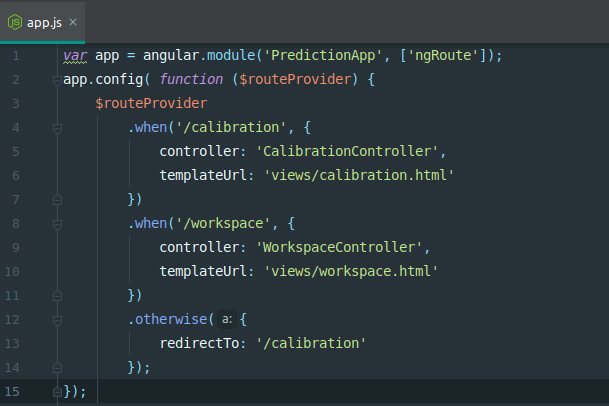 app.js
1 var app = angular.module('PredictionApp', ['ngRoute']);
2 app.config( function ($routeProvider) {
3     $routeProvider
4         .when('/calibration', {
5             controller: 'CalibrationController',
6             templateUrl: 'views/calibration.html'
7         })
8         .when('/workspace', {
9             controller: 'WorkspaceController',
10             templateUrl: 'views/workspace.html'
11         })
12         .otherwise( a: {
13             redirectTo: '/calibration'
14         });
15 });